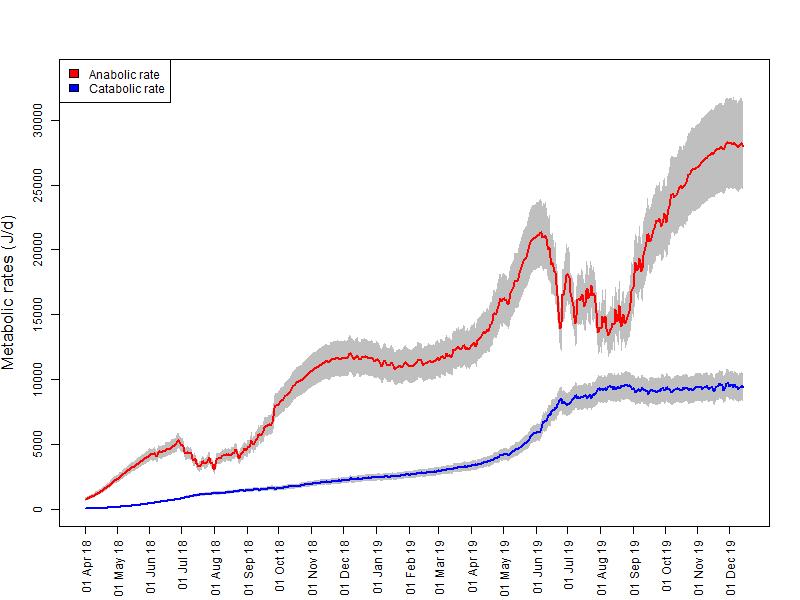 Anabolic rate
Catabolic rate
Metabolic rates (J/d)
30000
25000
20000
15000
10000
5000
0
01 Apr 18
01 May 18
01 Jun 18
01 Jul 18
01 Aug 18
01 Sep 18
01 Oct 18
01 Nov 18
01 Dec 18
01 Jan 19
01 Feb 19
01 Mar 19
01 Apr 19
01 May 19
01 Jun 19
01 Jul 19
01 Aug 19
01 Sep 19
01 Oct 19
01 Nov 19
01 Dec 19